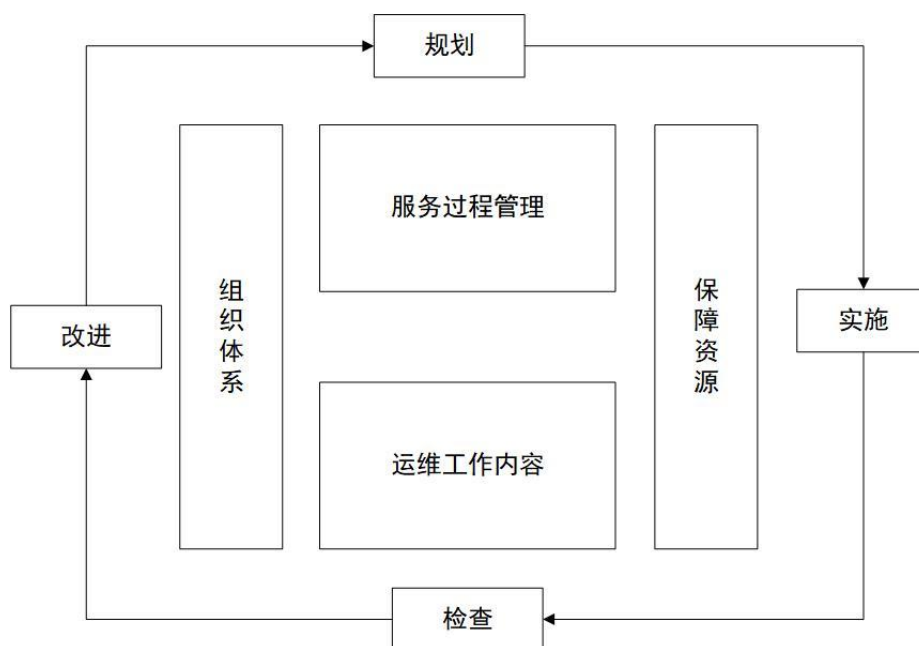 规划
服务过程管理
组织体系
保障资源
改进
实施
运维工作内容
检查